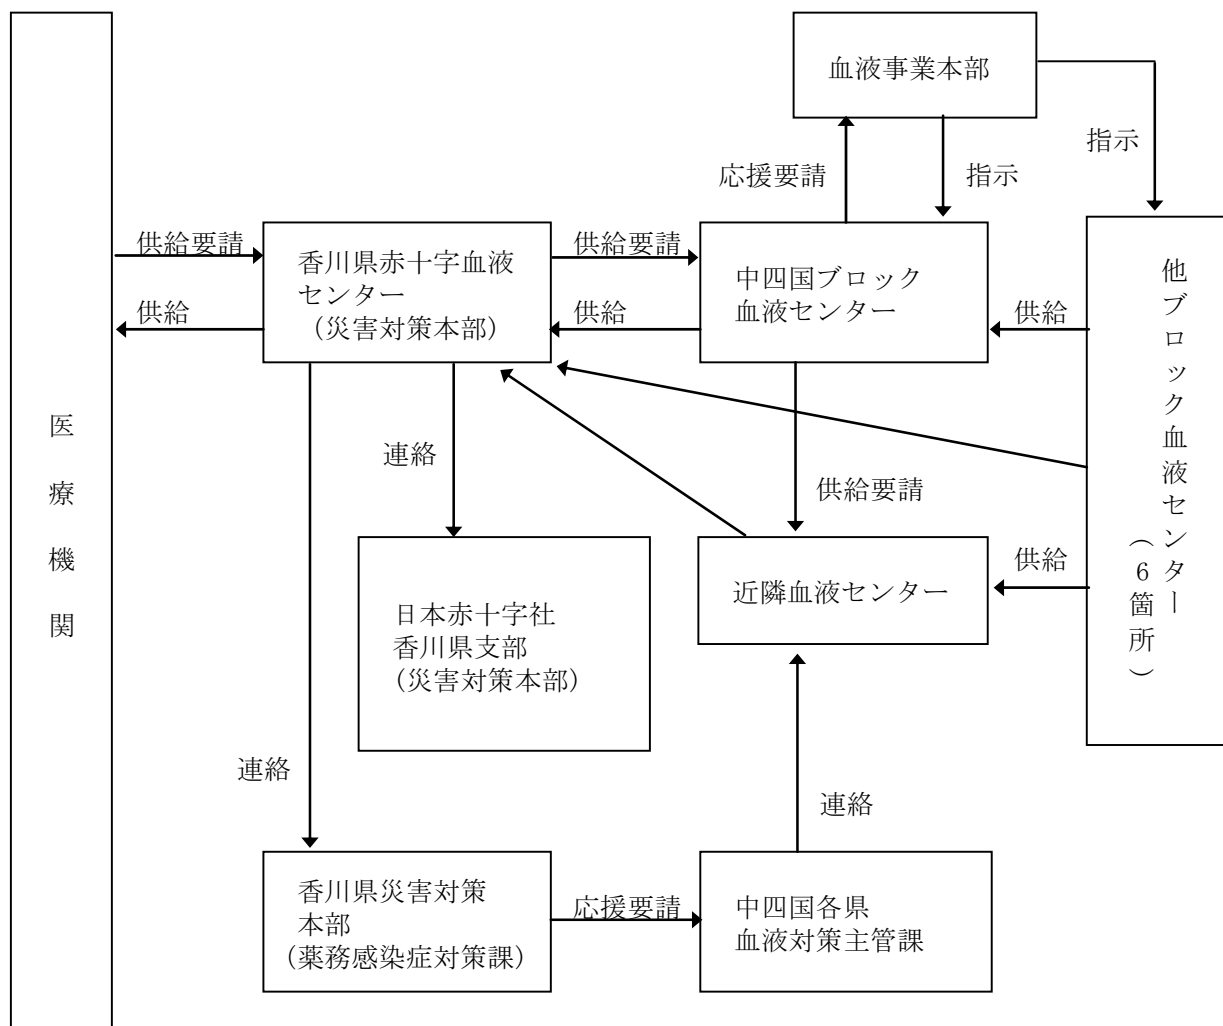 血液事業本部
指示
応援要請
指示
供給要請
供給
香川県赤十字血液
センター
（災害対策本部）
供給要請
供給
中四国ブロック
血液センター
供給
他ブロック血液センター
（６箇所）
医療機関
連絡
供給要請
日本赤十字社
香川県支部
(災害対策本部)
近隣血液センター
供給
連絡
連絡
香川県災害対策
本部
(薬務感染症対策課)
応援要請
中四国各県
血液対策主管課